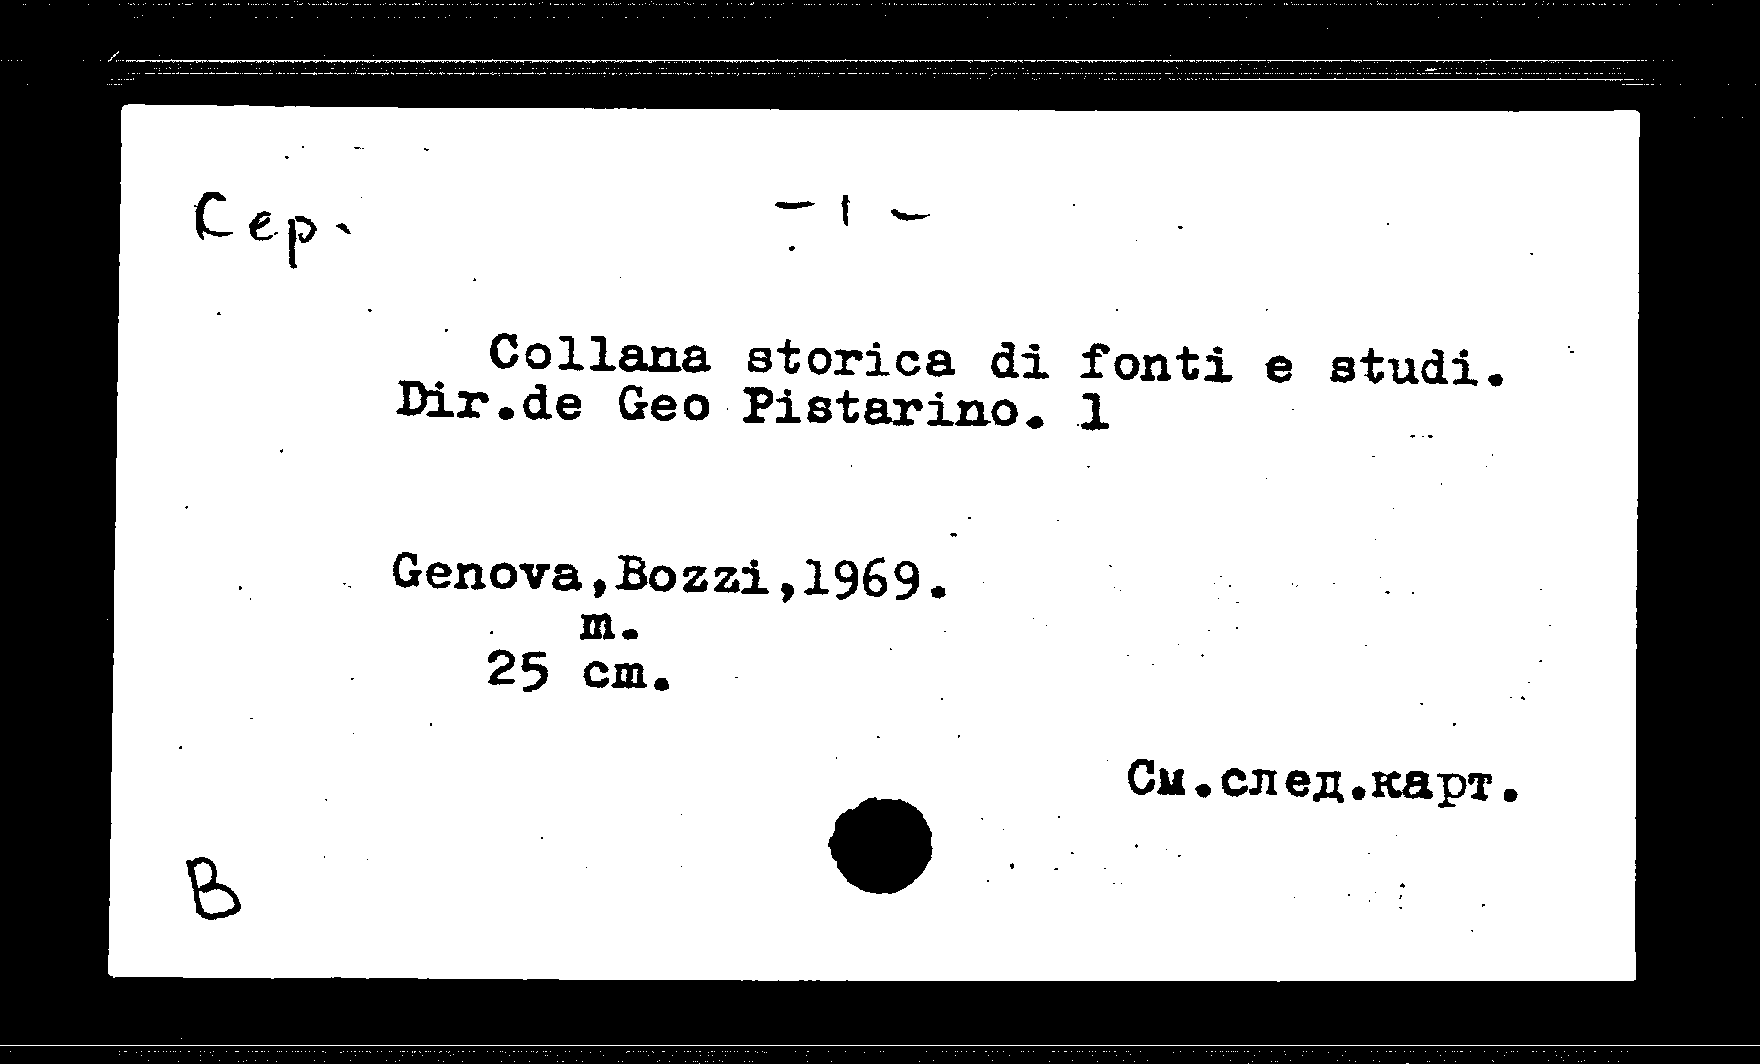 Сер.
- 1 -
Collana storica di fonti e studi.
Dir.de Geo Pistarino. 1
Genova,Bozzi,1969.
m.
25 cm.
См.след.карт.
B